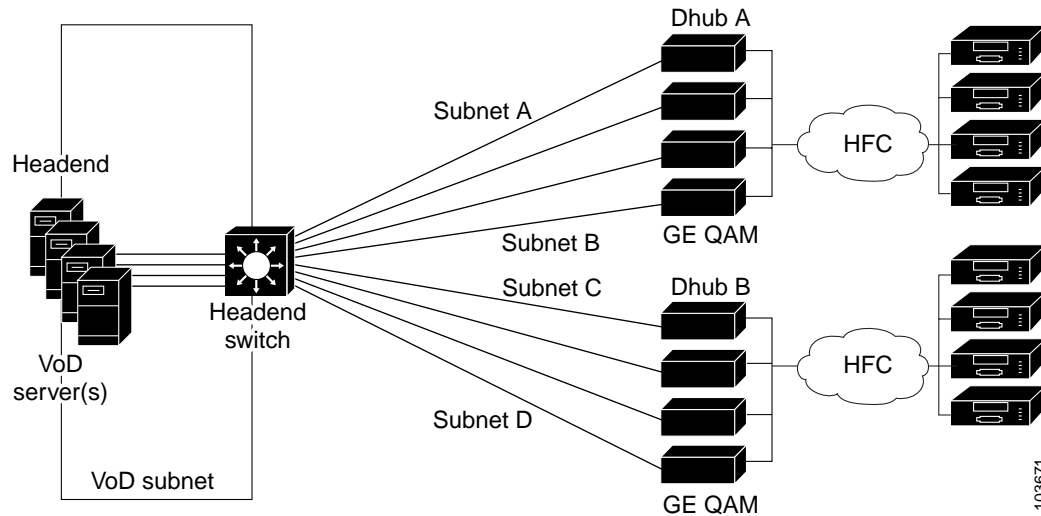 Dhub A
Subnet A
Headend
HFC
Subnet B
GE QAM
Subnet C
Dhub B
Headend
switch
VoD
server(s)
HFC
Subnet D
VoD subnet
GE QAM
103671